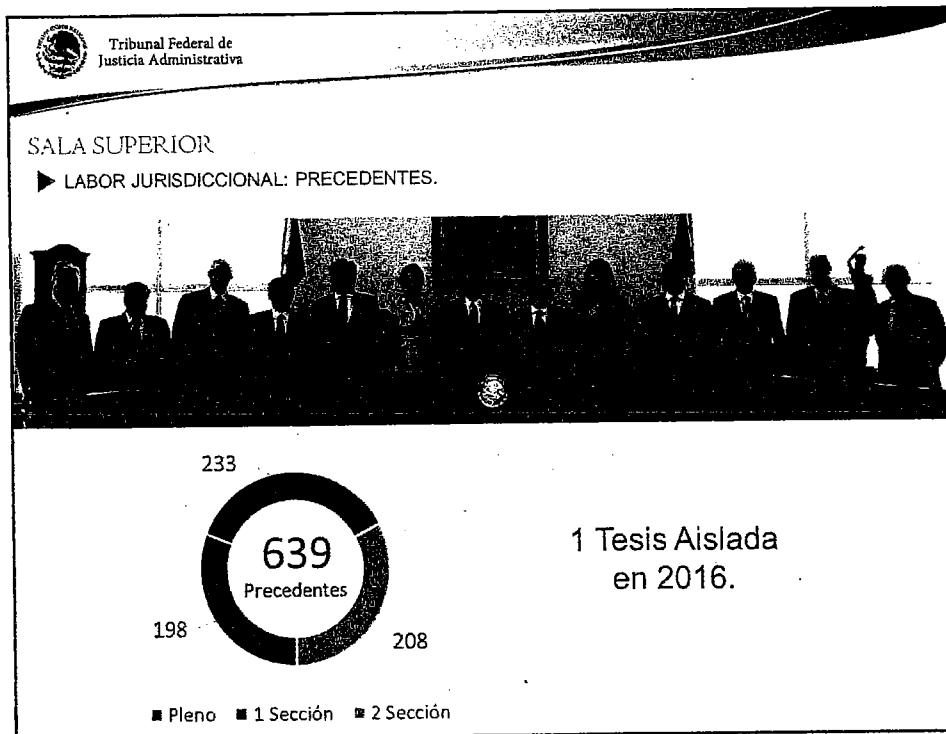 Tribunal Federal de
Justicia Administrativa
SALA SUPERIOR
▶ LABOR JURISDICCIONAL: PRECEDENTES.
233
639
Precedentes
198
208
1 Tesis Aislada
en 2016.
■ Pleno ■ 1 Sección ■ 2 Sección